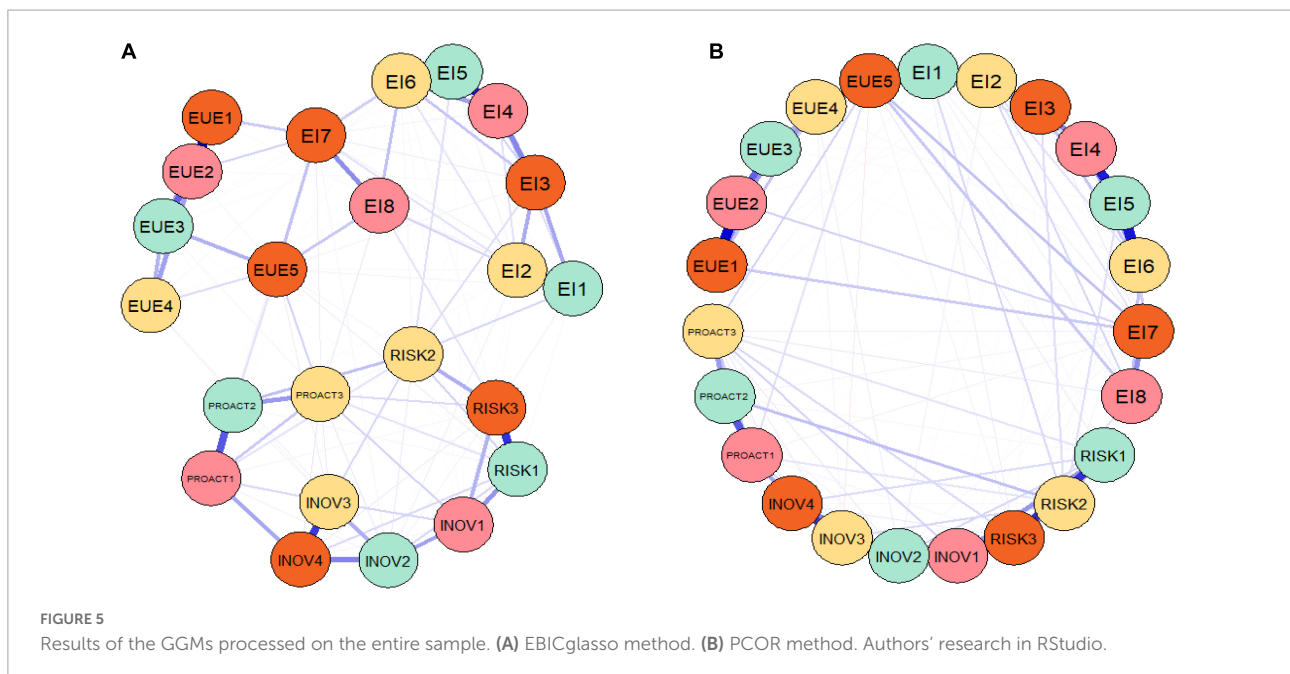 A
EI6
EI5
EI4
EUE1
EI7
EUE2
EI3
EI8
EUE3
EUE5
EI2
EI1
EUE4
RISK2
PROACT2
PROACT3
RISK3
RISK1
PROACT1
INOV3
INOV1
INOV4
INOV2
B
EUE5
EI1
EI2
EUE4
EI3
EUE3
EI4
EUE2
EI5
EUE1
EI6
PROACT3
EI7
PROACT2
EI8
PROACT1
RISK1
INOV4
RISK2
INOV3
RISK3
INOV2
INOV1
FIGURE 5
Results of the GGMs processed on the entire sample. (A) EBICglasso method. (B) PCOR method. Authors’ research in RStudio.